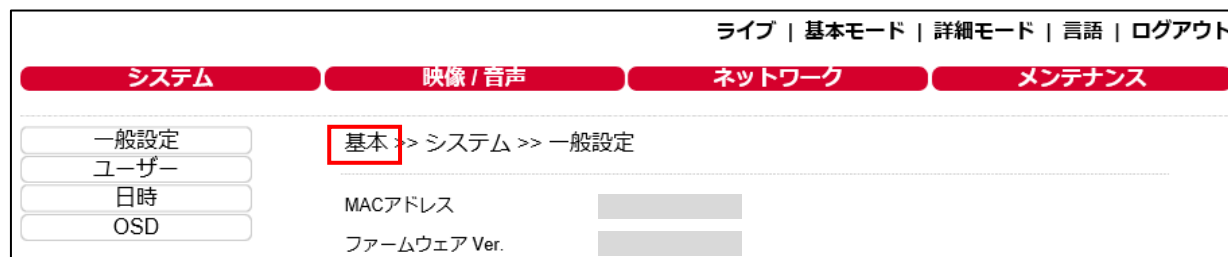 ライブ | 基本モード | 詳細モード | 言語 | ログアウト
システム 映像 / 音声 ネットワーク メンテナンス
一般設定
ユーザー
日時
OSD
基本 >> システム >> 一般設定
MACアドレス
ファームウェア Ver.